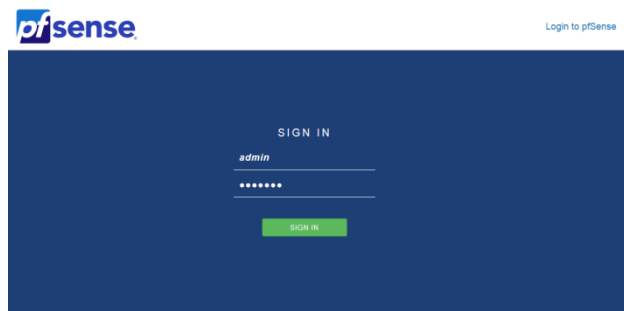 pfsense
Login to pfSense
SIGN IN
admin
•••••••
SIGN IN